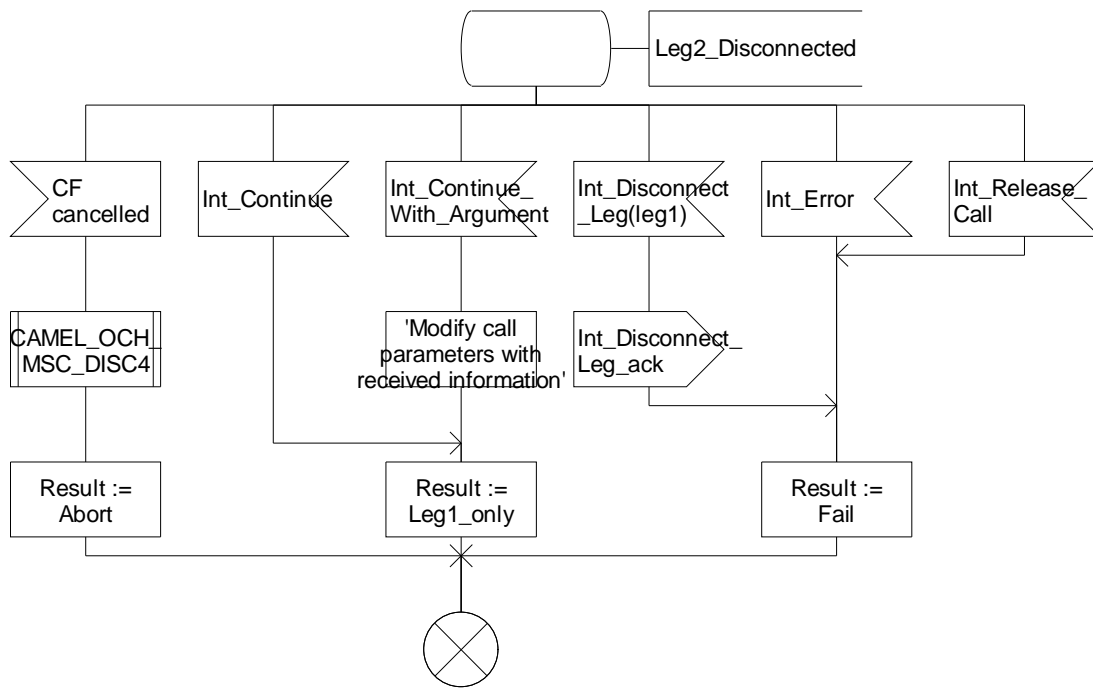 Leg2_Disconnected
CF
cancelled
Int_Continue
Int_Continue_
With_Argument
Int_Disconnect
_Leg(leg1)
Int_Error
Int_Release_
Call
CAMEL_OCH_
MSC_DISC4
'Modify call
parameters with
received information'
Int_Disconnect_
Leg_ack
Result :=
Abort
Result :=
Leg1_only
Result :=
Fail